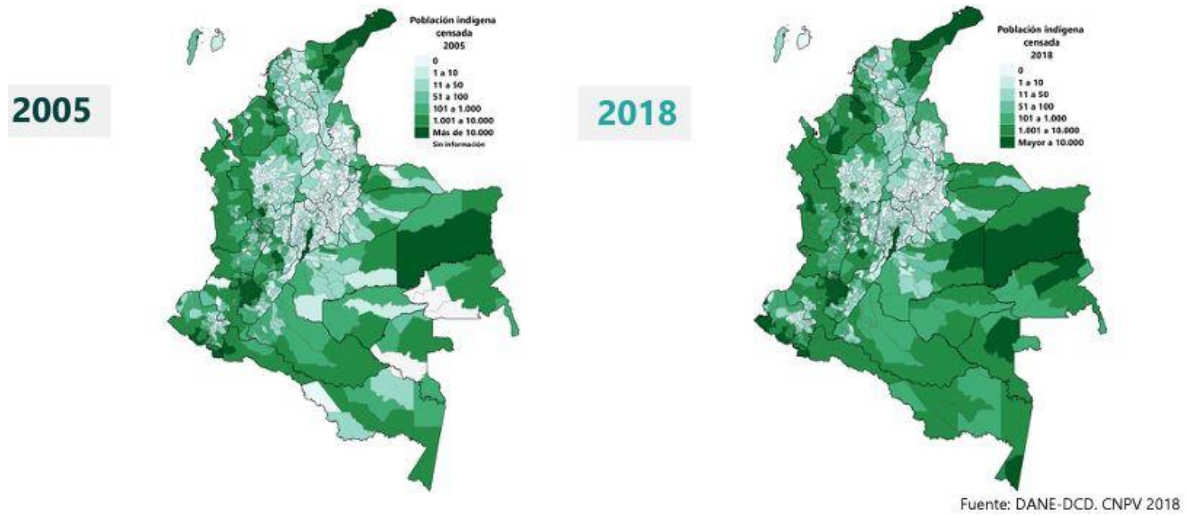 2005
Población indígena
censada
2005
0
1 a 10
11 a 50
51 a 100
101 a 1.000
1.001 a 10.000
Más de 10.000
Sin información
2018
Población indígena
censada
2018
0
1 a 10
11 a 50
51 a 100
101 a 1.000
1.001 a 10.000
Mayor a 10.000
Fuente: DANE-DCD. CNPV 2018